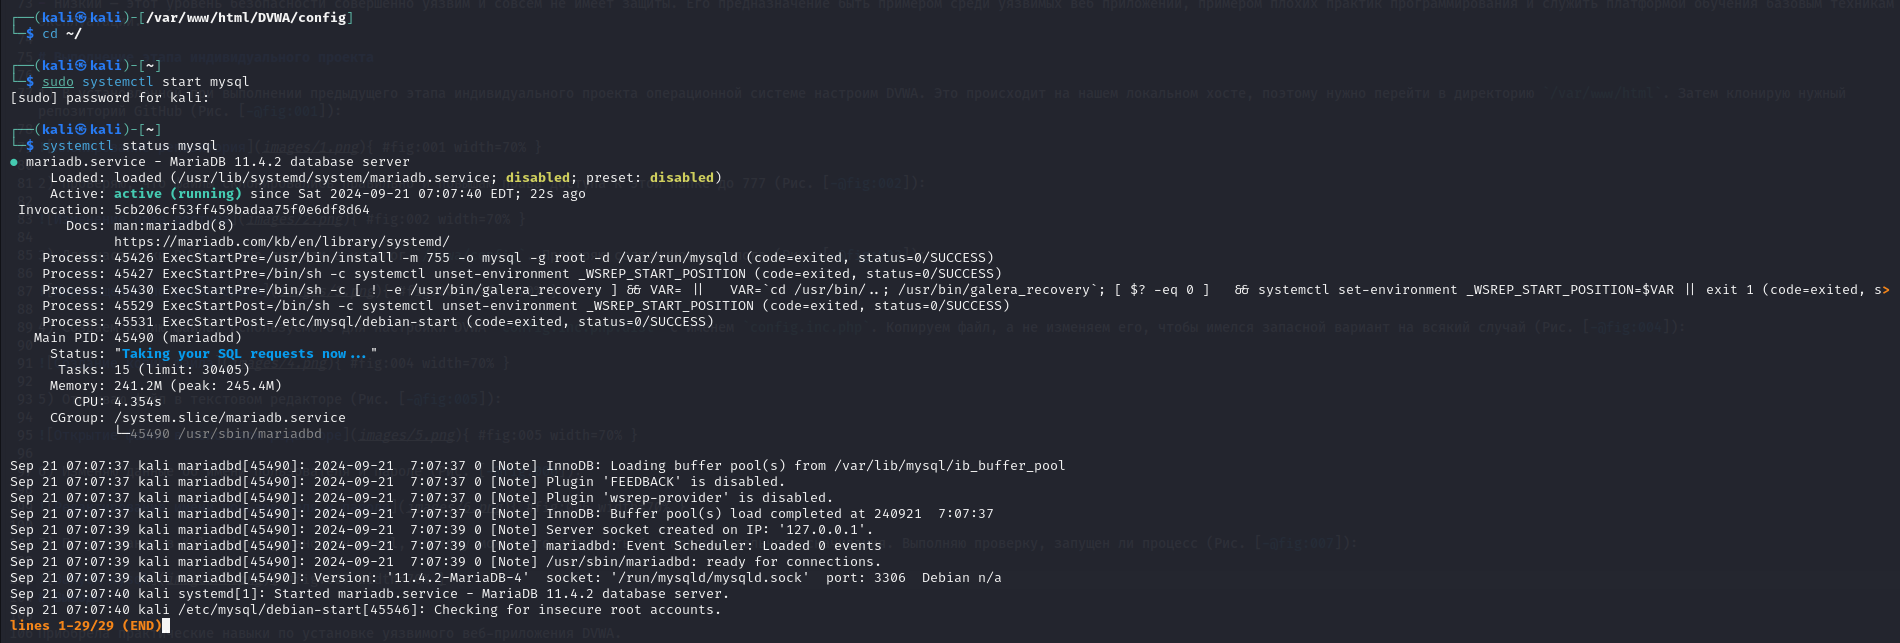 ┌──(kali㉿kali)-[/var/www/html/DVWA/config]
└─$ cd ~/
┌──(kali㉿kali)-[~]
└─$ sudo systemctl start mysql
[sudo] password for kali:
┌──(kali㉿kali)-[~]
└─$ systemctl status mysql
● mariadb.service - MariaDB 11.4.2 database server
Loaded: loaded (/usr/lib/systemd/system/mariadb.service; disabled; preset: disabled)
Active: active (running) since Sat 2024-09-21 07:07:40 EDT; 22s ago
Invocation: 5cb206cf53ff459badaa75f0e6df8d64
Docs: man:mariadbd(8)
https://mariadb.com/kb/en/library/systemd/
Process: 45426 ExecStartPre=/usr/bin/install -m 755 -o mysql -g root -d /var/run/mysqld (code=exited, status=0/SUCCESS)
Process: 45427 ExecStartPre=/bin/sh -c systemctl unset-environment _WSREP_START_POSITION (code=exited, status=0/SUCCESS)
Process: 45430 ExecStartPre=/bin/sh -c [ ! -e /usr/bin/galera_recovery ] && VAR= || VAR=`cd /usr/bin/..; /usr/bin/galera_recovery`; [ $? -eq 0 ] && systemctl set-environment _WSREP_START_POSITION=$VAR || exit 1 (code=exited, s>
Process: 45529 ExecStartPost=/bin/sh -c systemctl unset-environment _WSREP_START_POSITION (code=exited, status=0/SUCCESS)
Process: 45531 ExecStartPost=/etc/mysql/debian-start (code=exited, status=0/SUCCESS)
Main PID: 45490 (mariadbd)
Status: "Taking your SQL requests now..."
Tasks: 15 (limit: 30405)
Memory: 241.2M (peak: 245.4M)
CPU: 4.354s
CGroup: /system.slice/mariadb.service
└─45490 /usr/sbin/mariadbd
Sep 21 07:07:37 kali mariadbd[45490]: 2024-09-21  7:07:37 0 [Note] InnoDB: Loading buffer pool(s) from /var/lib/mysql/ib_buffer_pool
Sep 21 07:07:37 kali mariadbd[45490]: 2024-09-21  7:07:37 0 [Note] Plugin 'FEEDBACK' is disabled.
Sep 21 07:07:37 kali mariadbd[45490]: 2024-09-21  7:07:37 0 [Note] Plugin 'wsrep-provider' is disabled.
Sep 21 07:07:37 kali mariadbd[45490]: 2024-09-21  7:07:37 0 [Note] InnoDB: Buffer pool(s) load completed at 240921  7:07:37
Sep 21 07:07:39 kali mariadbd[45490]: 2024-09-21  7:07:39 0 [Note] Server socket created on IP: '127.0.0.1'.
Sep 21 07:07:39 kali mariadbd[45490]: 2024-09-21  7:07:39 0 [Note] mariadbd: Event Scheduler: Loaded 0 events
Sep 21 07:07:39 kali mariadbd[45490]: 2024-09-21  7:07:39 0 [Note] /usr/sbin/mariadbd: ready for connections.
Sep 21 07:07:39 kali mariadbd[45490]: Version: '11.4.2-MariaDB-4'  socket: '/run/mysqld/mysqld.sock'  port: 3306  Debian n/a
Sep 21 07:07:40 kali systemd[1]: Started mariadb.service - MariaDB 11.4.2 database server.
Sep 21 07:07:40 kali /etc/mysql/debian-start[45546]: Checking for insecure root accounts.
lines 1-29/29 (END)